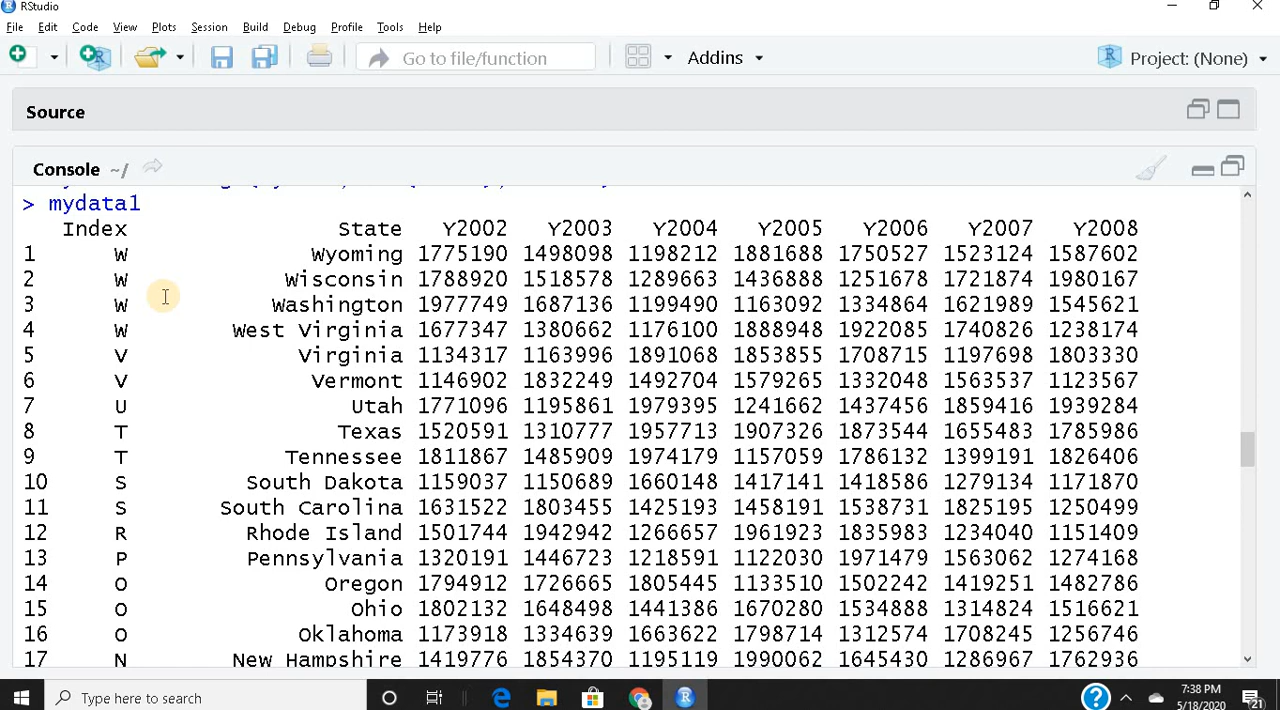 RStudio
File Edit Code View Plots Session Build Debug Profile Tools Help
Go to file/function Addins Project: (None)
Source
Console ~/
> mydata1
Index State Y2002 Y2003 Y2004 Y2005 Y2006 Y2007 Y2008
1 W Wyoming 1775190 1498098 1198212 1881688 1750527 1523124 1587602
2 W Wisconsin 1788920 1518578 1289663 1436888 1251678 1721874 1980167
3 W Washington 1977749 1687136 1199490 1163092 1334864 1621989 1545621
4 W West Virginia 1677347 1380662 1176100 1888948 1922085 1740826 1238174
5 V Virginia 1134317 1163996 1891068 1853855 1708715 1197698 1803330
6 V Vermont 1146902 1832249 1492704 1579265 1332048 1563537 1123567
7 U Utah 1771096 1195861 1979395 1241662 1437456 1859416 1939284
8 T Texas 1520591 1310777 1957713 1907326 1873544 1655483 1785986
9 T Tennessee 1811867 1485909 1974179 1157059 1786132 1399191 1826406
10 S South Dakota 1159037 1150689 1660148 1417141 1418586 1279134 1171870
11 S South Carolina 1631522 1803455 1425193 1458191 1538731 1825195 1250499
12 R Rhode Island 1501744 1942942 1266657 1961923 1835983 1234040 1151409
13 P Pennsylvania 1320191 1446723 1218591 1122030 1971479 1563062 1274168
14 O Oregon 1794912 1726665 1805445 1133510 1502242 1419251 1482786
15 O Ohio 1802132 1648498 1441386 1670280 1534888 1314824 1516621
16 O Oklahoma 1173918 1334639 1663622 1798714 1312574 1708245 1256746
17 N New Hampshire 1419776 1854370 1195119 1990062 1645430 1286967 1762936
Type here to search
7:38 PM
5/18/2020
21